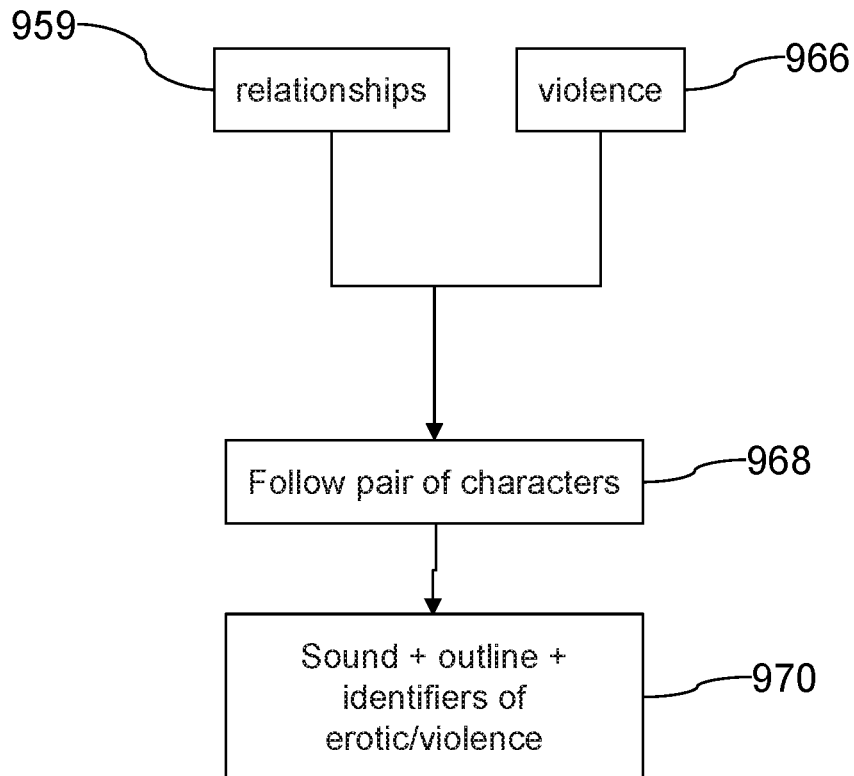 959
relationships
violence
966
Follow pair of characters
968
Sound + outline +
identifiers of
erotic/violence
970